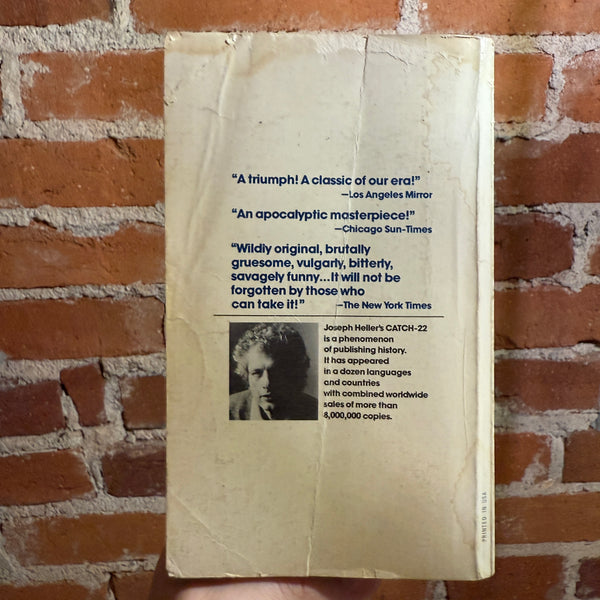 “A triumph! A classic of our era!”
—Los Angeles Mirror
“An apocalyptic masterpiece!”
—Chicago Sun-Times
“Wildly original, brutally
gruesome, vulgarly, bitterly,
savagely funny...It will not be
forgotten by those who
can take it!” —The New York Times
Joseph Heller's CATCH-22
is a phenomenon
of publishing history.
It has appeared
in a dozen languages
and countries
with combined worldwide
sales of more than
8,000,000 copies.
PRINTED IN USA